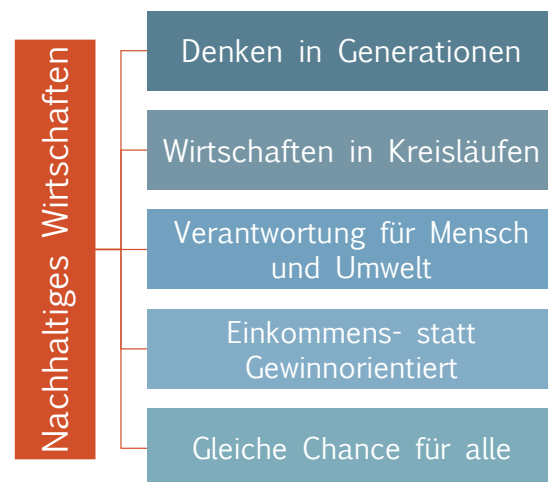 Nachhaltiges Wirtschaften
Denken in Generationen
Wirtschaften in Kreisläufen
Verantwortung für Mensch
und Umwelt
Einkommens- statt
Gewinnorientiert
Gleiche Chance für alle